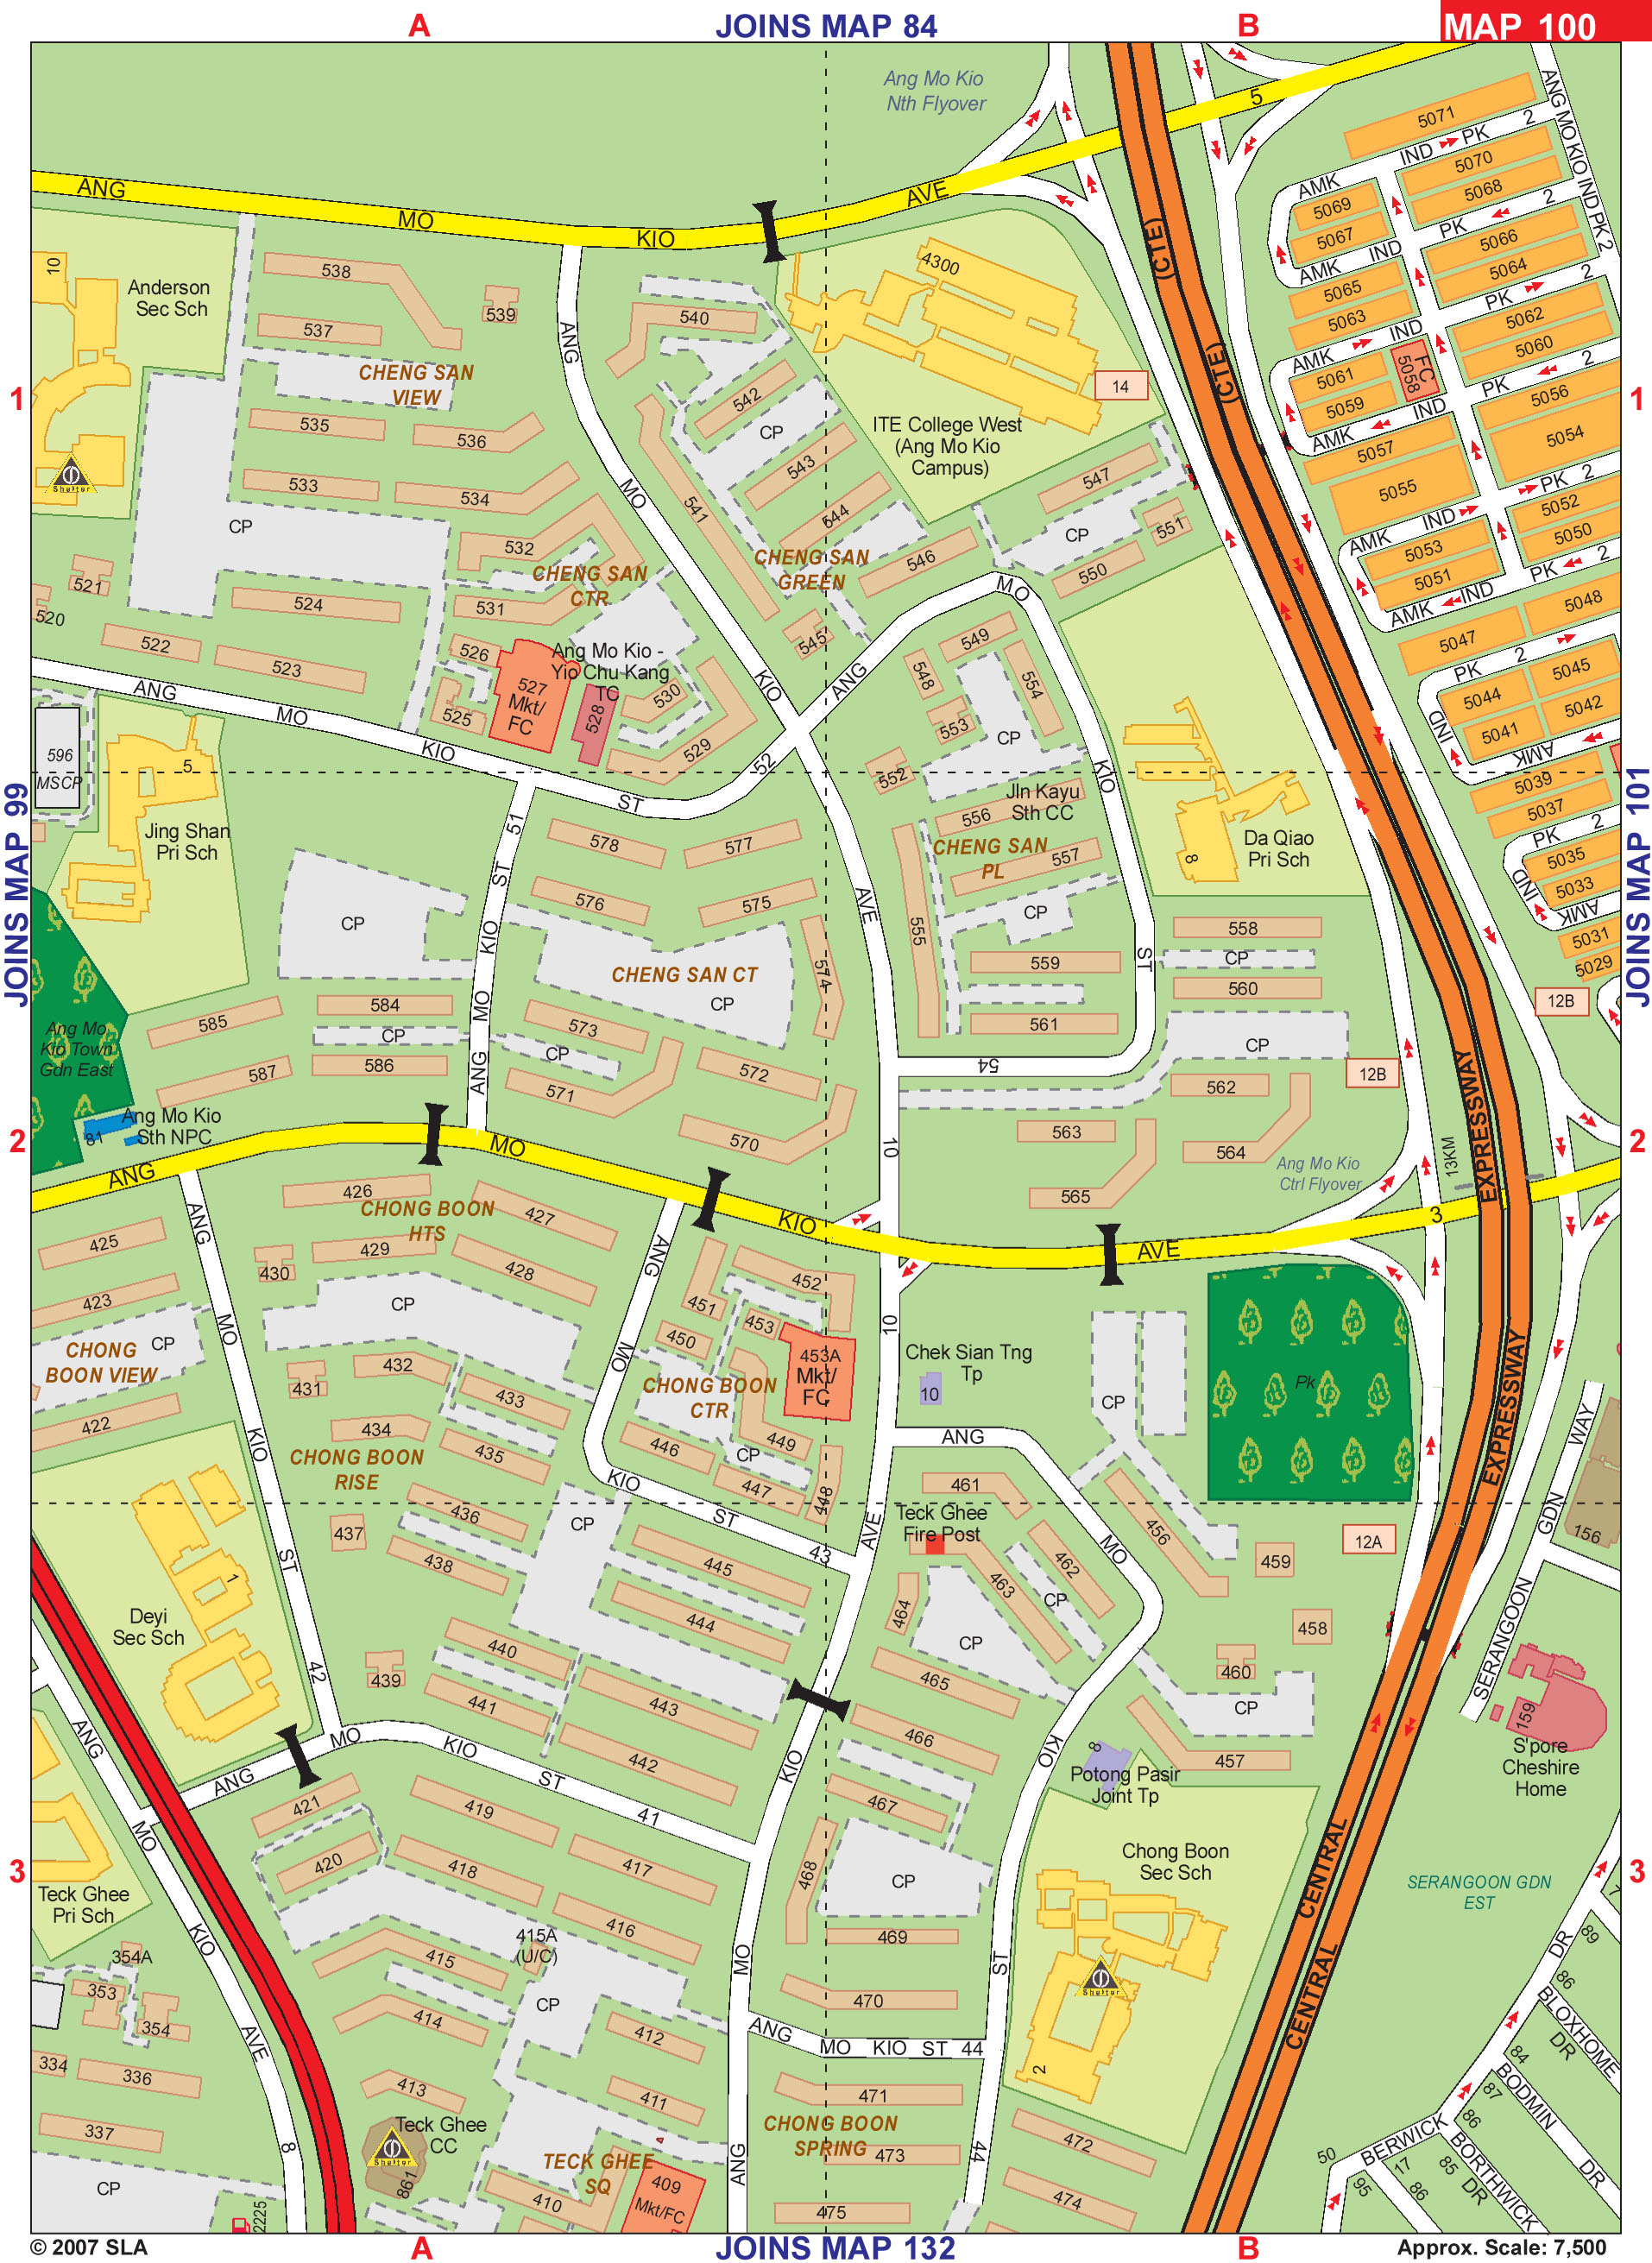 A
JOINS MAP 84
B
MAP 100
Ang Mo Kio
Nth Flyover
5
ANG
MO
KIO
AVE
(CTE)
(CTE)
ANG MO KIO IND PK 2
5071
AMK
IND
PK
2
5070
5068
5069
5067
PK
2
AMK
IND
5066
5064
5065
5063
PK
2
AMK
IND
5062
5060
5061
5059
FC
5058
PK
2
AMK
IND
5056
5054
5057
5055
PK
2
AMK
IND
5052
5050
5053
5051
PK
2
AMK
IND
5048
5047
PK
2
5045
5044
5042
5041
IND
AMK
5039
5037
PK
2
5035
5033
IND
AMK
5031
5029
12B
10
Anderson
Sec Sch
Shelter
538
537
539
CHENG SAN
VIEW
535
536
533
534
CP
532
531
CHENG SAN
CTR
521
520
524
522
523
526
525
527
Mkt/
FC
528
Ang Mo Kio -
Yio Chu Kang
TC
530
529
ANG
MO
KIO
AVE
10
10
AVE
KIO
MO
ANG
540
542
CP
543
544
541
CHENG SAN
GREEN
546
545
4300
ITE College West
(Ang Mo Kio
Campus)
14
547
CP
551
550
1
1
ANG
MO
KIO
ST
52
ANG
MO
KIO
ST
54
549
548
554
553
CP
552
556
Jln Kayu
Sth CC
CHENG SAN
PL
557
555
CP
559
561
8
Da Qiao
Pri Sch
558
CP
560
CP
12B
562
563
564
565
Ang Mo Kio
Ctrl Flyover
13KM
EXPRESSWAY
JOINS MAP 99
JOINS MAP 101
596
MSCP
5
Jing Shan
Pri Sch
Ang Mo
Kio Town
Gdn East
81
Ang Mo Kio
Sth NPC
CP
585
584
CP
587
586
ANG
MO
KIO
ST
51
578
577
576
575
574
CHENG SAN CT
CP
573
CP
571
572
570
2
2
ANG
MO
KIO
AVE
3
426
CHONG BOON
HTS
427
425
429
430
428
423
CP
CHONG
BOON VIEW
CP
422
432
431
433
434
435
CHONG BOON
RISE
436
437
438
CP
440
439
441
443
442
445
444
ANG
MO
KIO
ST
42
ANG
MO
KIO
ST
43
451
452
450
453
453A
Mkt/
FC
CHONG BOON
CTR
446
CP
449
447
448
Chek Sian Tng
Tp
10
CP
Pk
EXPRESSWAY
ANG
MO
KIO
ST
44
461
Teck Ghee
Fire Post
462
463
CP
464
CP
465
456
459
12A
458
460
CP
457
8
Potong Pasir
Joint Tp
466
467
468
CP
469
470
ANG
MO
KIO
ST
44
471
CHONG BOON
SPRING
473
475
472
474
Chong Boon
Sec Sch
Shelter
2
CENTRAL
CENTRAL
SERANGOON
GDN
WAY
156
159
S'pore
Cheshire
Home
SERANGOON GDN
EST
7
89
DR
86
BLOXHOME
DR
84
BODMIN
DR
87
86
BERWICK
BORTHWICK
DR
85
50
95
17
86
1
Deyi
Sec Sch
ANG
MO
KIO
ST
41
421
420
419
418
417
416
415
415A
(U/C)
CP
414
412
413
411
410
TECK GHEE
SQ
409
Mkt/FC
4
Teck Ghee
CC
Shelter
861
3
3
Teck Ghee
Pri Sch
ANG
MO
KIO
AVE
8
354A
353
354
334
336
337
CP
2225
© 2007 SLA
A
JOINS MAP 132
B
Approx. Scale: 7,500